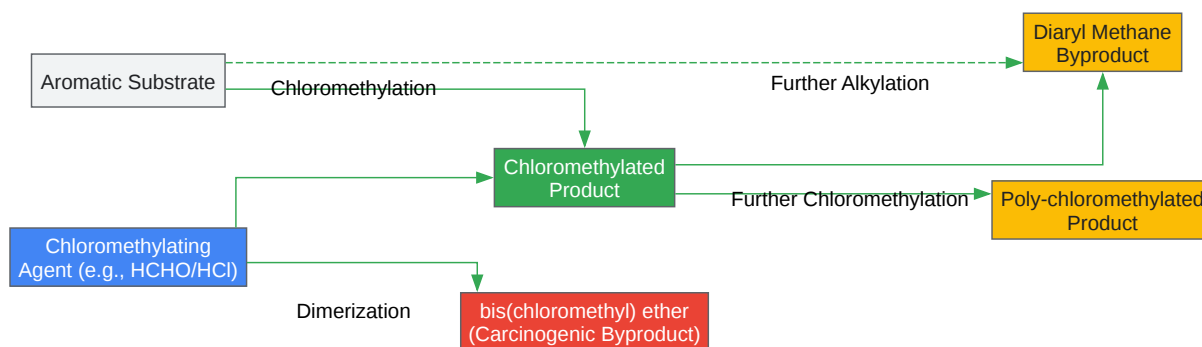 Diaryl Methane
Byproduct
Aromatic Substrate
Chloromethylation
Further Alkylation
Chloromethylated
Product
Further Chloromethylation
Poly-chloromethylated
Product
Chloromethylating
Agent (e.g., HCHO/HCl)
Dimerization
bis(chloromethyl) ether
(Carcinogenic Byproduct)